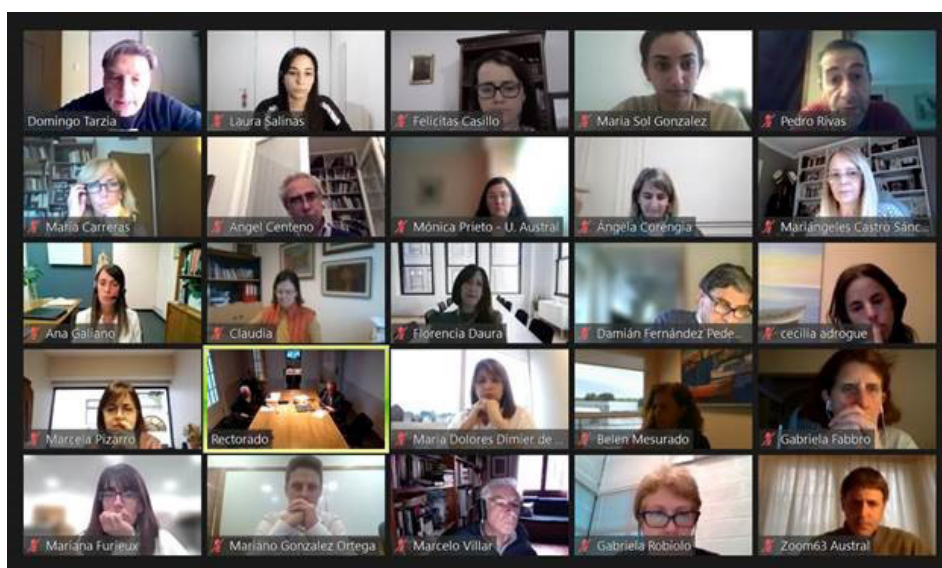 Domingo Tarzia
Laura Salinas
Felicitas Casillo
Maria Sol Gonzalez
Pedro Rivas
Maria Carreras
Angel Centeno
Mónica Prieto - U. Austral
Ángela Corengia
Mariángeles Castro Sánc...
Ana Galiano
Claudia
Florencia Daura
Damián Fernández Pede...
cecilia adrogue
Marcela Pizarro
Rectorado
Maria Dolores Dimier de ...
Belen Mesurado
Gabriela Fabbro
Mariana Furieux
Mariano Gonzalez Ortega
Marcelo Villar
Gabriela Robiolo
Zoom63 Austral